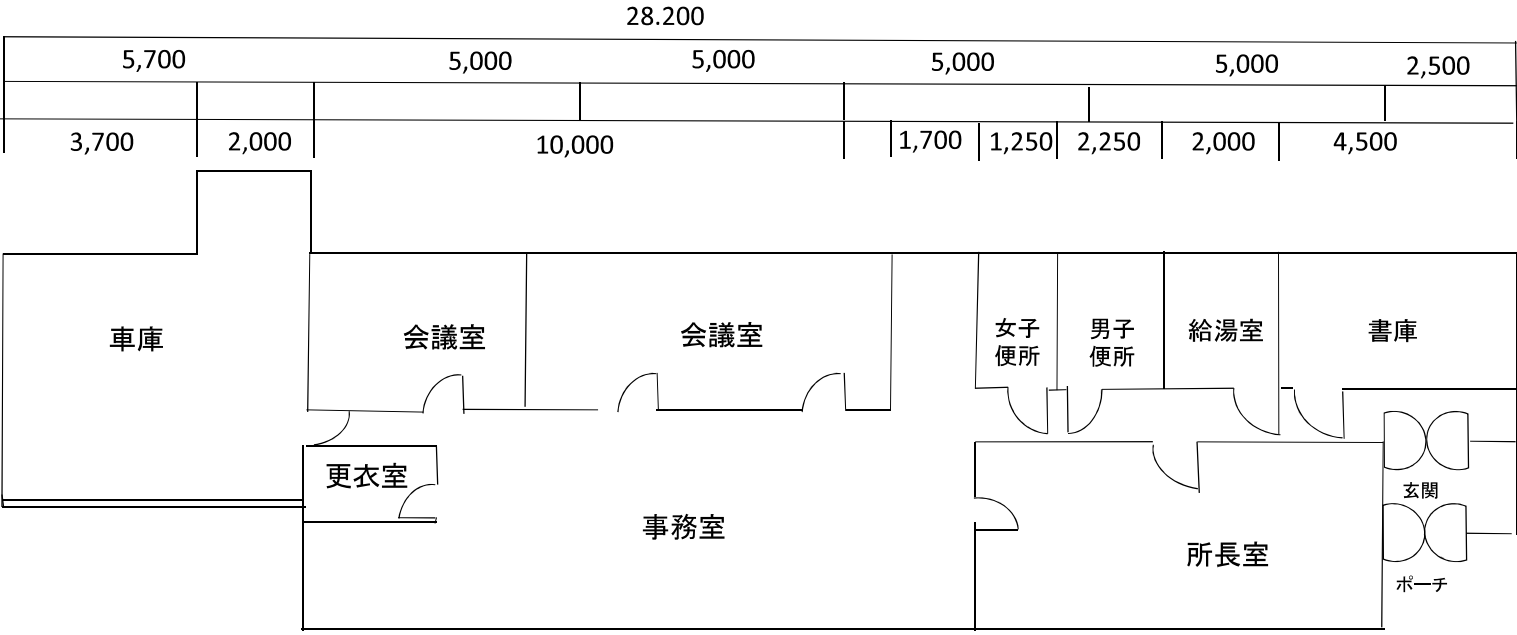 28.200
5,700
5,000
5,000
5,000
5,000
2,500
3,700
2,000
10,000
1,700
1,250
2,250
2,000
4,500
車庫
会議室
会議室
女子
便所
男子
便所
給湯室
書庫
更衣室
事務室
所長室
玄関
ポーチ